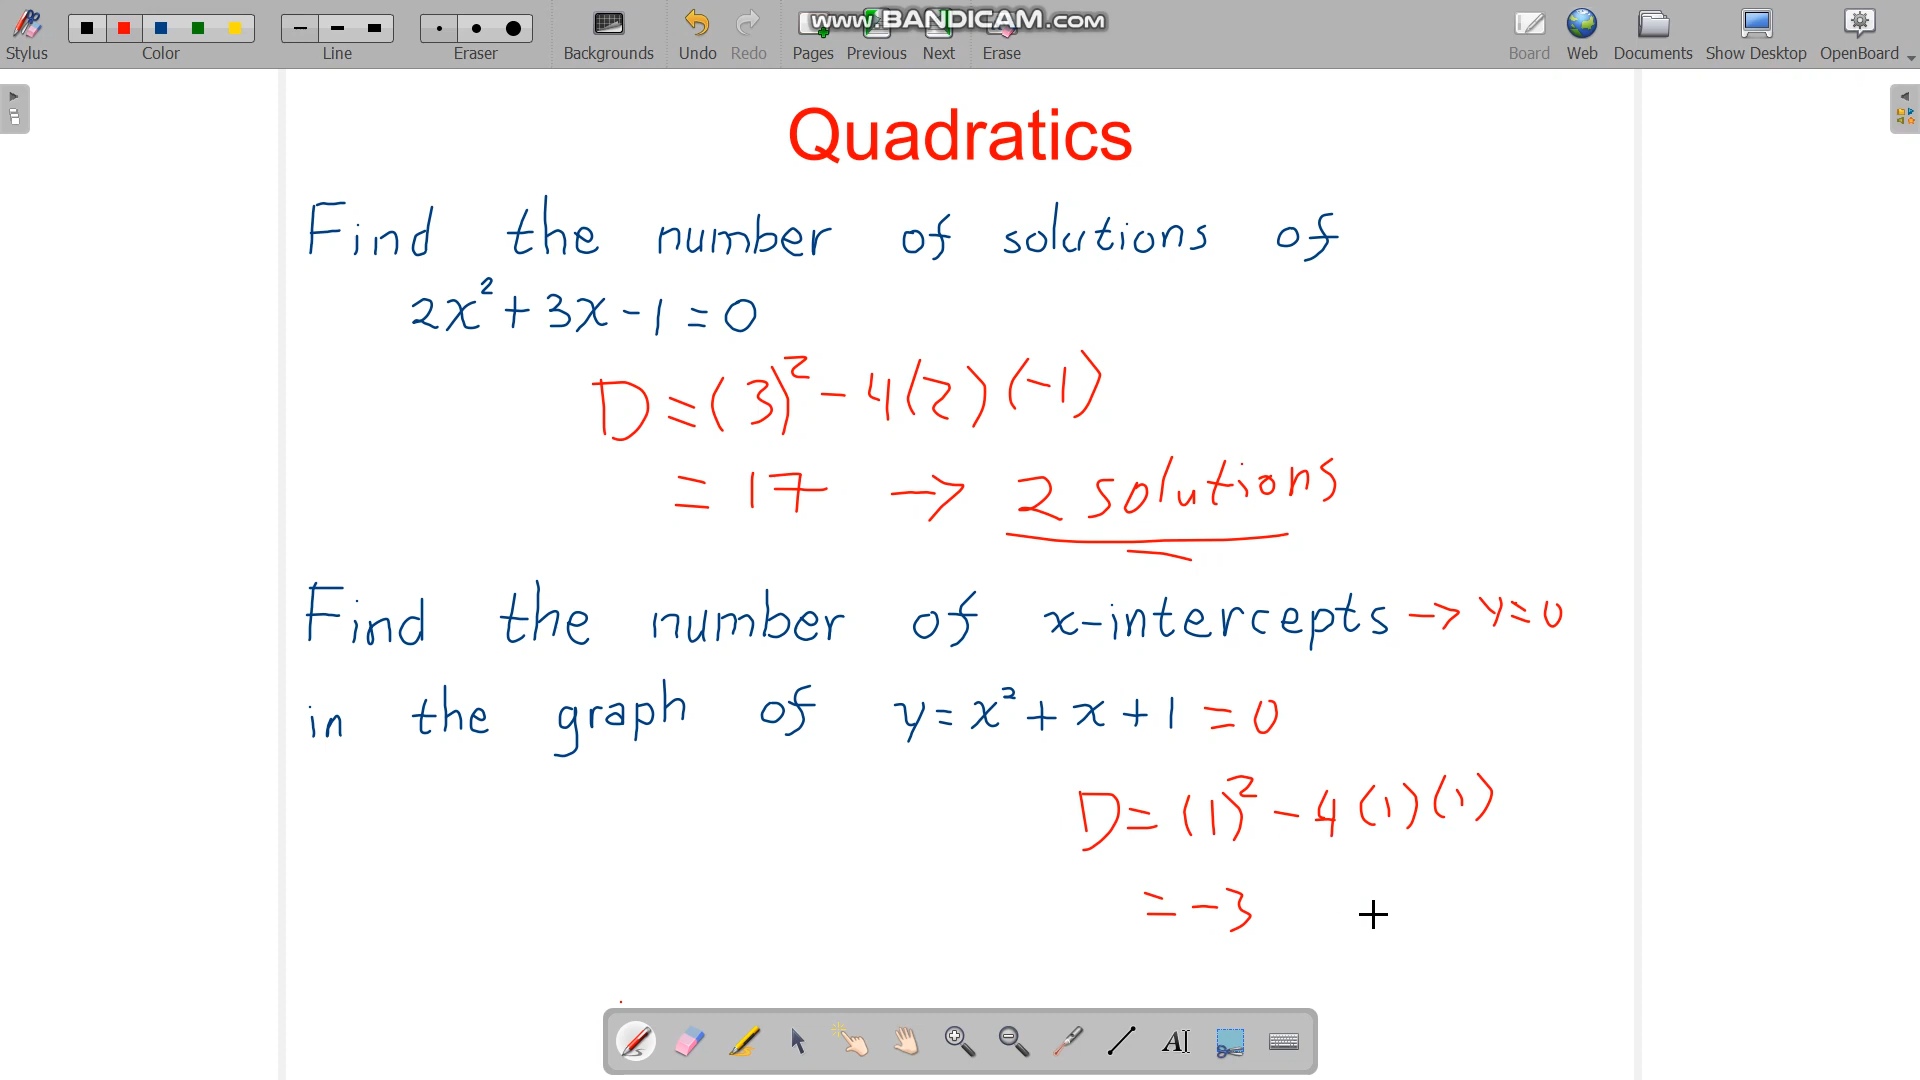 www.BANDICAM.com
Stylus Color Line Eraser Backgrounds Undo Redo Pages Previous Next Erase Board Web Documents Show Desktop OpenBoard
Quadratics
Find the number of solutions of
2x² + 3x - 1 = 0
D = (3)² - 4(2)(-1)
= 17 → 2 solutions
Find the number of x-intercepts → y = 0
in the graph of y = x² + x + 1 = 0
D = (1)² - 4(1)(1)
= -3
AI